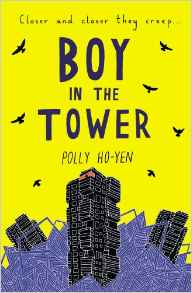 Closer and closer they creep...
BOY
IN THE
TOWER
POLLY HO-YEN